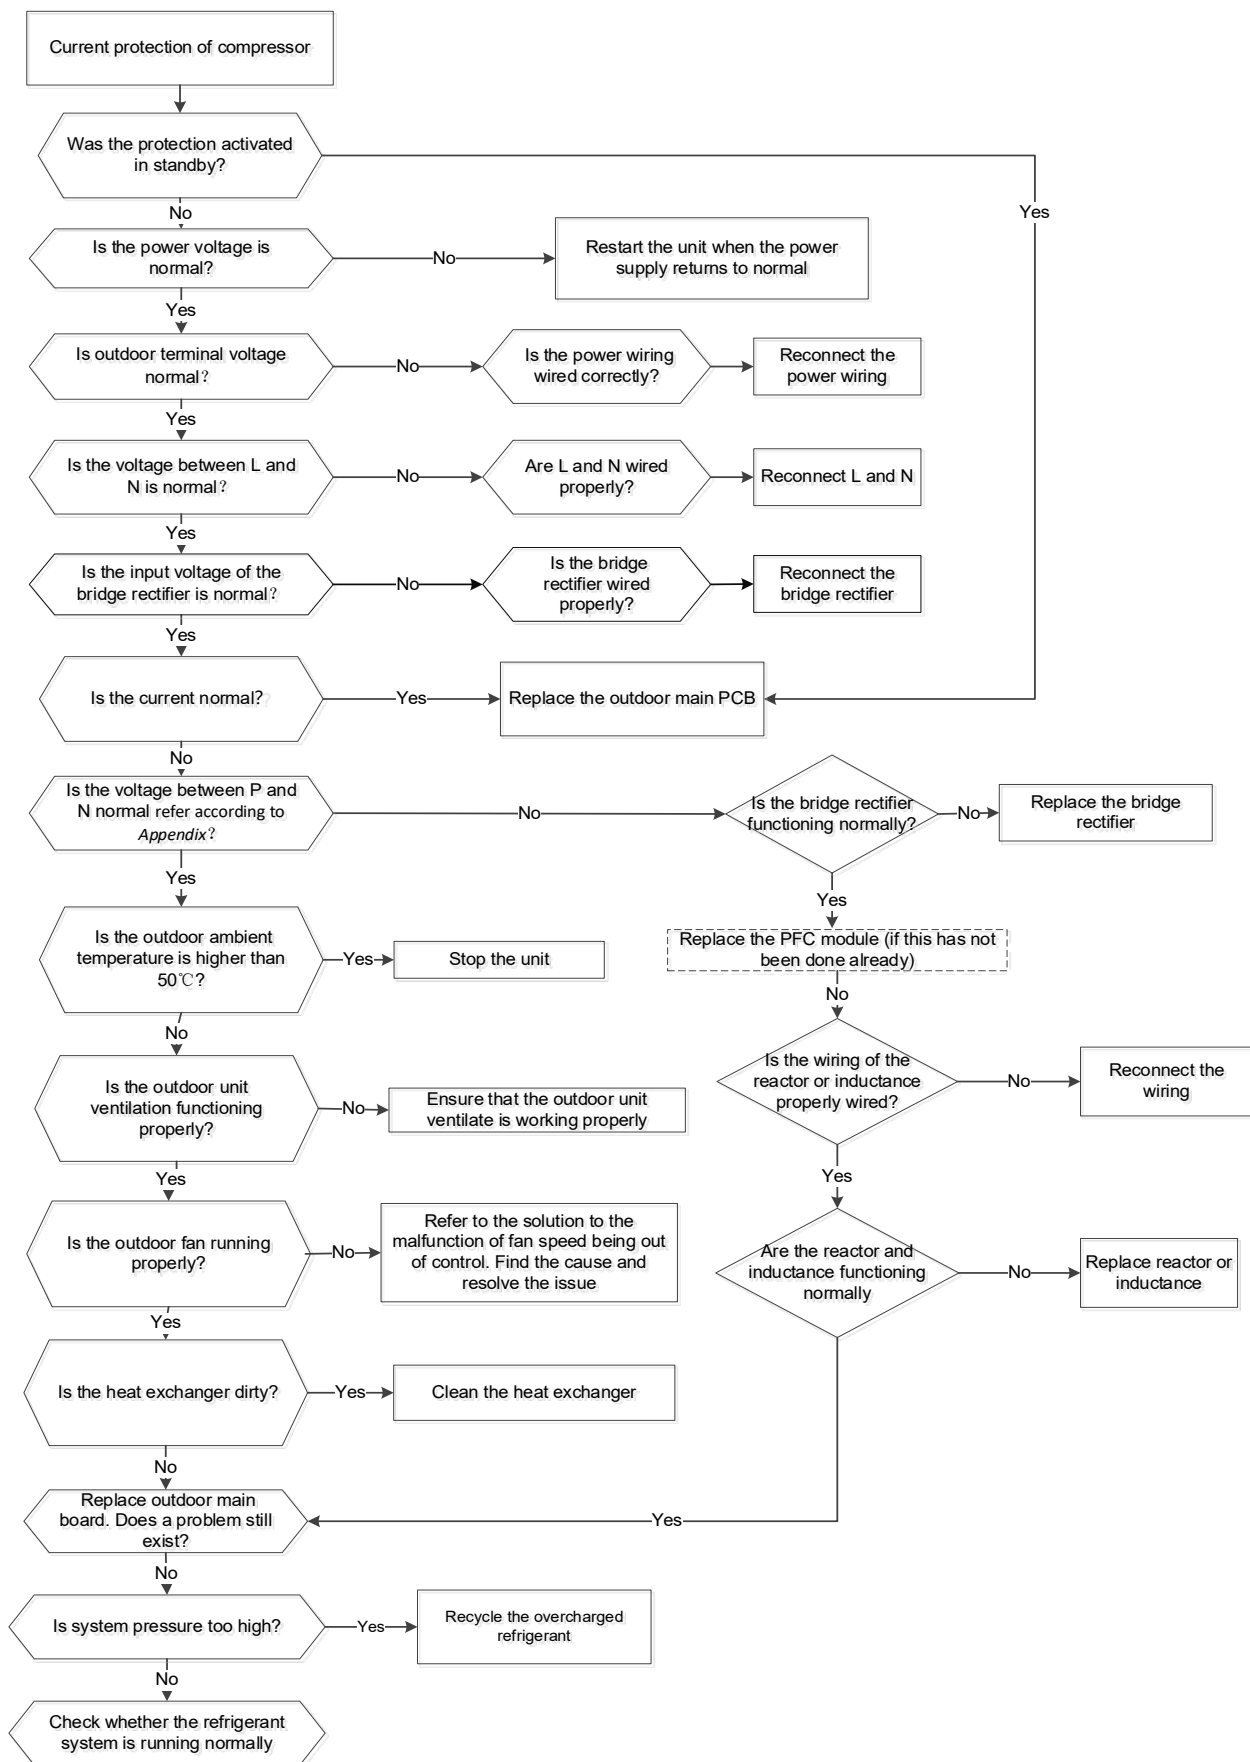 Current protection of compressor
Was the protection activated
in standby?
Yes
No
Is the power voltage is
normal?
No
Restart the unit when the power
supply returns to normal
Yes
Is outdoor terminal voltage
normal?
No
Is the power wiring
wired correctly?
Reconnect the
power wiring
Yes
Is the voltage between L and
N is normal?
No
Are L and N wired
properly?
Reconnect L and N
Yes
Is the input voltage of the
bridge rectifier is normal?
No
Is the bridge
rectifier wired
properly?
Reconnect the
bridge rectifier
Yes
Is the current normal?
Yes
Replace the outdoor main PCB
No
Is the voltage between P and
N normal refer according to
Appendix?
No
Is the bridge rectifier
functioning normally?
No
Replace the bridge
rectifier
Yes
Yes
Is the outdoor ambient
temperature is higher than
50℃?
Yes
Stop the unit
Replace the PFC module (if this has not
been done already)
No
No
Is the outdoor unit
ventilation functioning
properly?
No
Ensure that the outdoor unit
ventilate is working properly
Is the wiring of the
reactor or inductance
properly wired?
No
Reconnect the
wiring
Yes
Yes
Is the outdoor fan running
properly?
No
Refer to the solution to the
malfunction of fan speed being out
of control. Find the cause and
resolve the issue
Are the reactor and
inductance functioning
normally
No
Replace reactor or
inductance
Yes
Is the heat exchanger dirty?
Yes
Clean the heat exchanger
No
Replace outdoor main
board. Does a problem still
exist?
Yes
No
Is system pressure too high?
Yes
Recycle the overcharged
refrigerant
No
Check whether the refrigerant
system is running normally